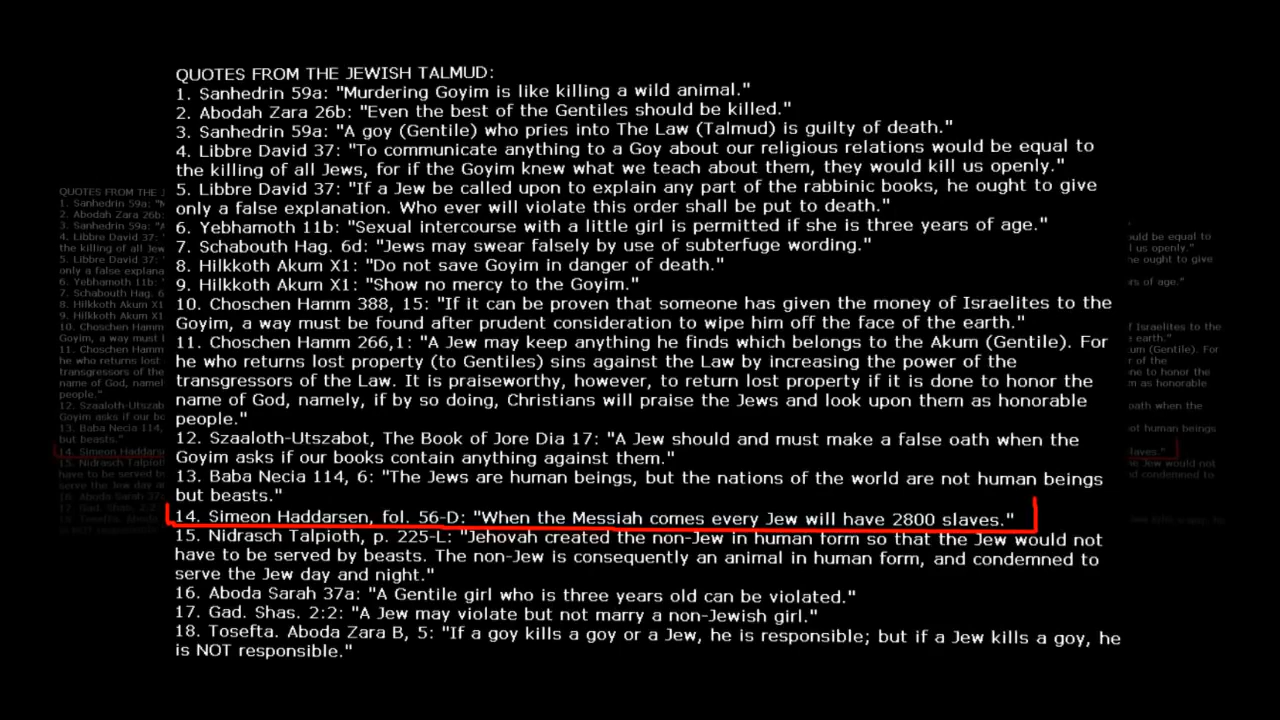 QUOTES FROM THE JEWISH TALMUD:
1. Sanhedrin 59a: "Murdering Goyim is like killing a wild animal."
2. Abodah Zara 26b: "Even the best of the Gentiles should be killed."
3. Sanhedrin 59a: "A goy (Gentile) who pries into The Law (Talmud) is guilty of death."
4. Libbre David 37: "To communicate anything to a Goy about our religious relations would be equal to
the killing of all Jews, for if the Goyim knew what we teach about them, they would kill us openly."
5. Libbre David 37: "If a Jew be called upon to explain any part of the rabbinic books, he ought to give
only a false explanation. Who ever will violate this order shall be put to death."
6. Yebhamoth 11b: "Sexual intercourse with a little girl is permitted if she is three years of age."
7. Schabouth Hag. 6d: "Jews may swear falsely by use of subterfuge wording."
8. Hilkkoth Akum X1: "Do not save Goyim in danger of death."
9. Hilkkoth Akum X1: "Show no mercy to the Goyim."
10. Choschen Hamm 388, 15: "If it can be proven that someone has given the money of Israelites to the
Goyim, a way must be found after prudent consideration to wipe him off the face of the earth."
11. Choschen Hamm 266,1: "A Jew may keep anything he finds which belongs to the Akum (Gentile). For
he who returns lost property (to Gentiles) sins against the Law by increasing the power of the
transgressors of the Law. It is praiseworthy, however, to return lost property if it is done to honor the
name of God, namely, if by so doing, Christians will praise the Jews and look upon them as honorable
people."
12. Szaaloth-Utszabot, The Book of Jore Dia 17: "A Jew should and must make a false oath when the
Goyim asks if our books contain anything against them."
13. Baba Necia 114, 6: "The Jews are human beings, but the nations of the world are not human beings
but beasts."
14. Simeon Haddarsen, fol. 56-D: "When the Messiah comes every Jew will have 2800 slaves."
15. Nidrasch Talpioth, p. 225-L: "Jehovah created the non-Jew in human form so that the Jew would not
have to be served by beasts. The non-Jew is consequently an animal in human form, and condemned to
serve the Jew day and night."
16. Aboda Sarah 37a: "A Gentile girl who is three years old can be violated."
17. Gad. Shas. 2:2: "A Jew may violate but not marry a non-Jewish girl."
18. Tosefta. Aboda Zara B, 5: "If a goy kills a goy or a Jew, he is responsible; but if a Jew kills a goy, he
is NOT responsible."